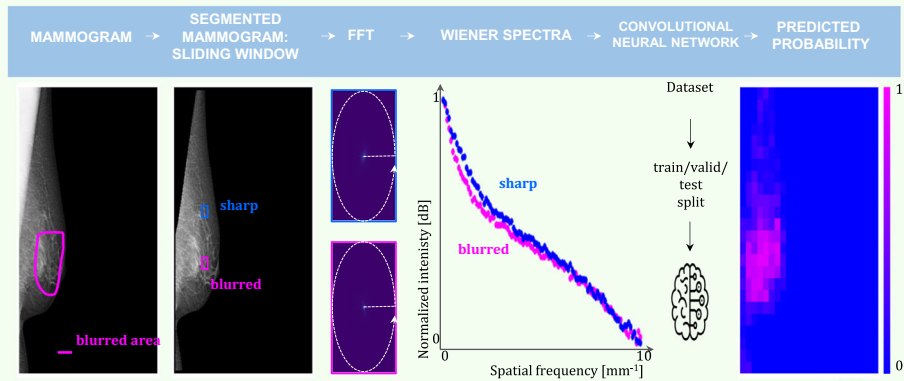 MAMMOGRAM → SEGMENTED MAMMOGRAM: SLIDING WINDOW → FFT → WIENER SPECTRA → CONVOLUTIONAL NEURAL NETWORK → PREDICTED PROBABILITY
blurred area
sharp
blurred
1
sharp
blurred
0
0
10
Normalized intenisty [dB]
Spatial frequency [mm⁻¹]
Dataset
train/valid/
test
split
1
0